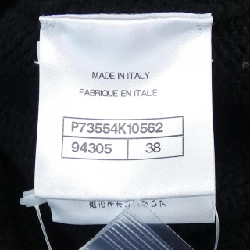 MADE IN ITALY
FABRIQUE EN ITALIE
P73554K10562
94305 38